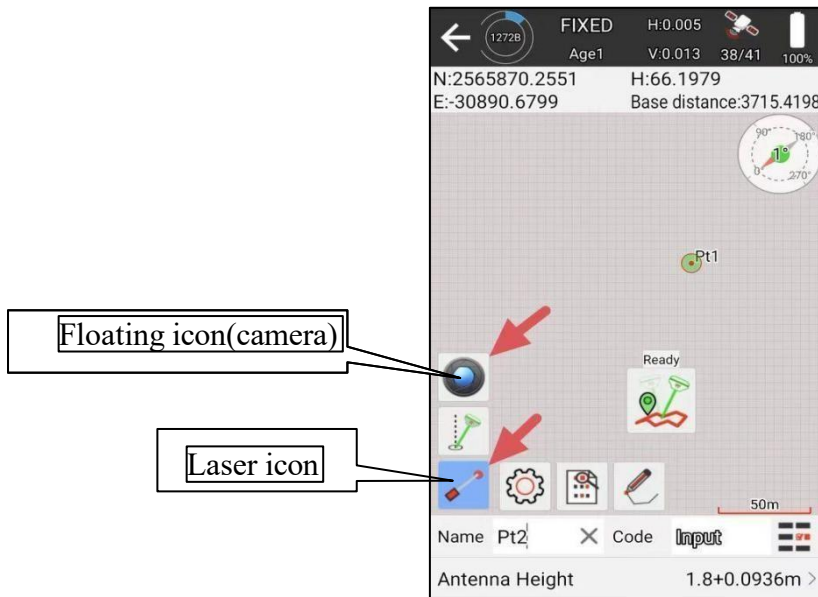 1272B
FIXED
H:0.005
Age1
V:0.013
38/41
100%
N:2565870.2551
H:66.1979
E:-30890.6799
Base distance:3715.4198
90°
180°
1°
0
270°
Pt1
Floating icon(camera)
Ready
Laser icon
50m
Name Pt2 Code Input
Antenna Height 1.8+0.0936m >